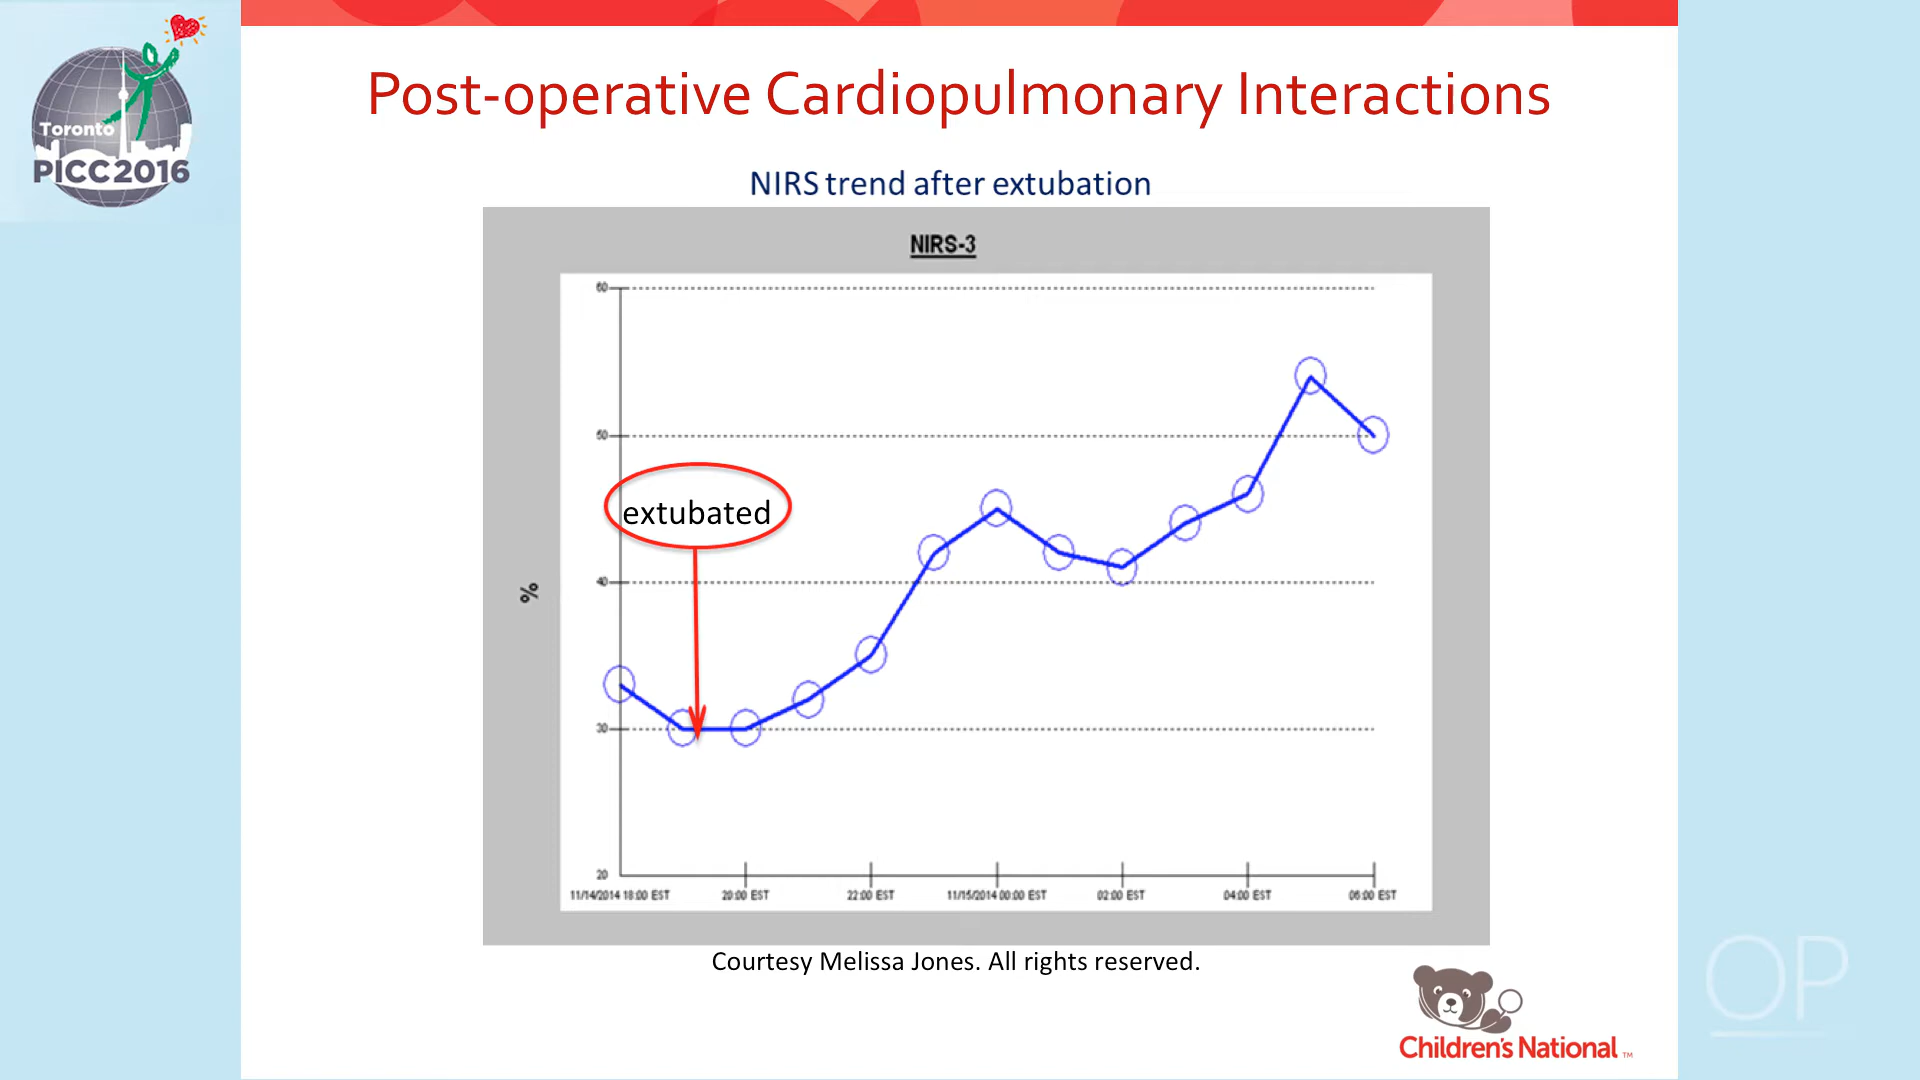 Toronto
PICC2016
Post-operative Cardiopulmonary Interactions
NIRS trend after extubation
NIRS-3
60
50
extubated
40
%
30
20
11/14/2014 18:00 EST
20:00 EST
22:00 EST
11/15/2014 00:00 EST
02:00 EST
04:00 EST
06:00 EST
Courtesy Melissa Jones. All rights reserved.
Children's National ™
OP